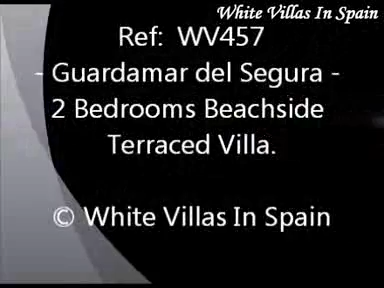 White Villas In Spain
Ref:  WV457
- Guardamar del Segura -
2 Bedrooms Beachside
Terraced Villa.
© White Villas In Spain